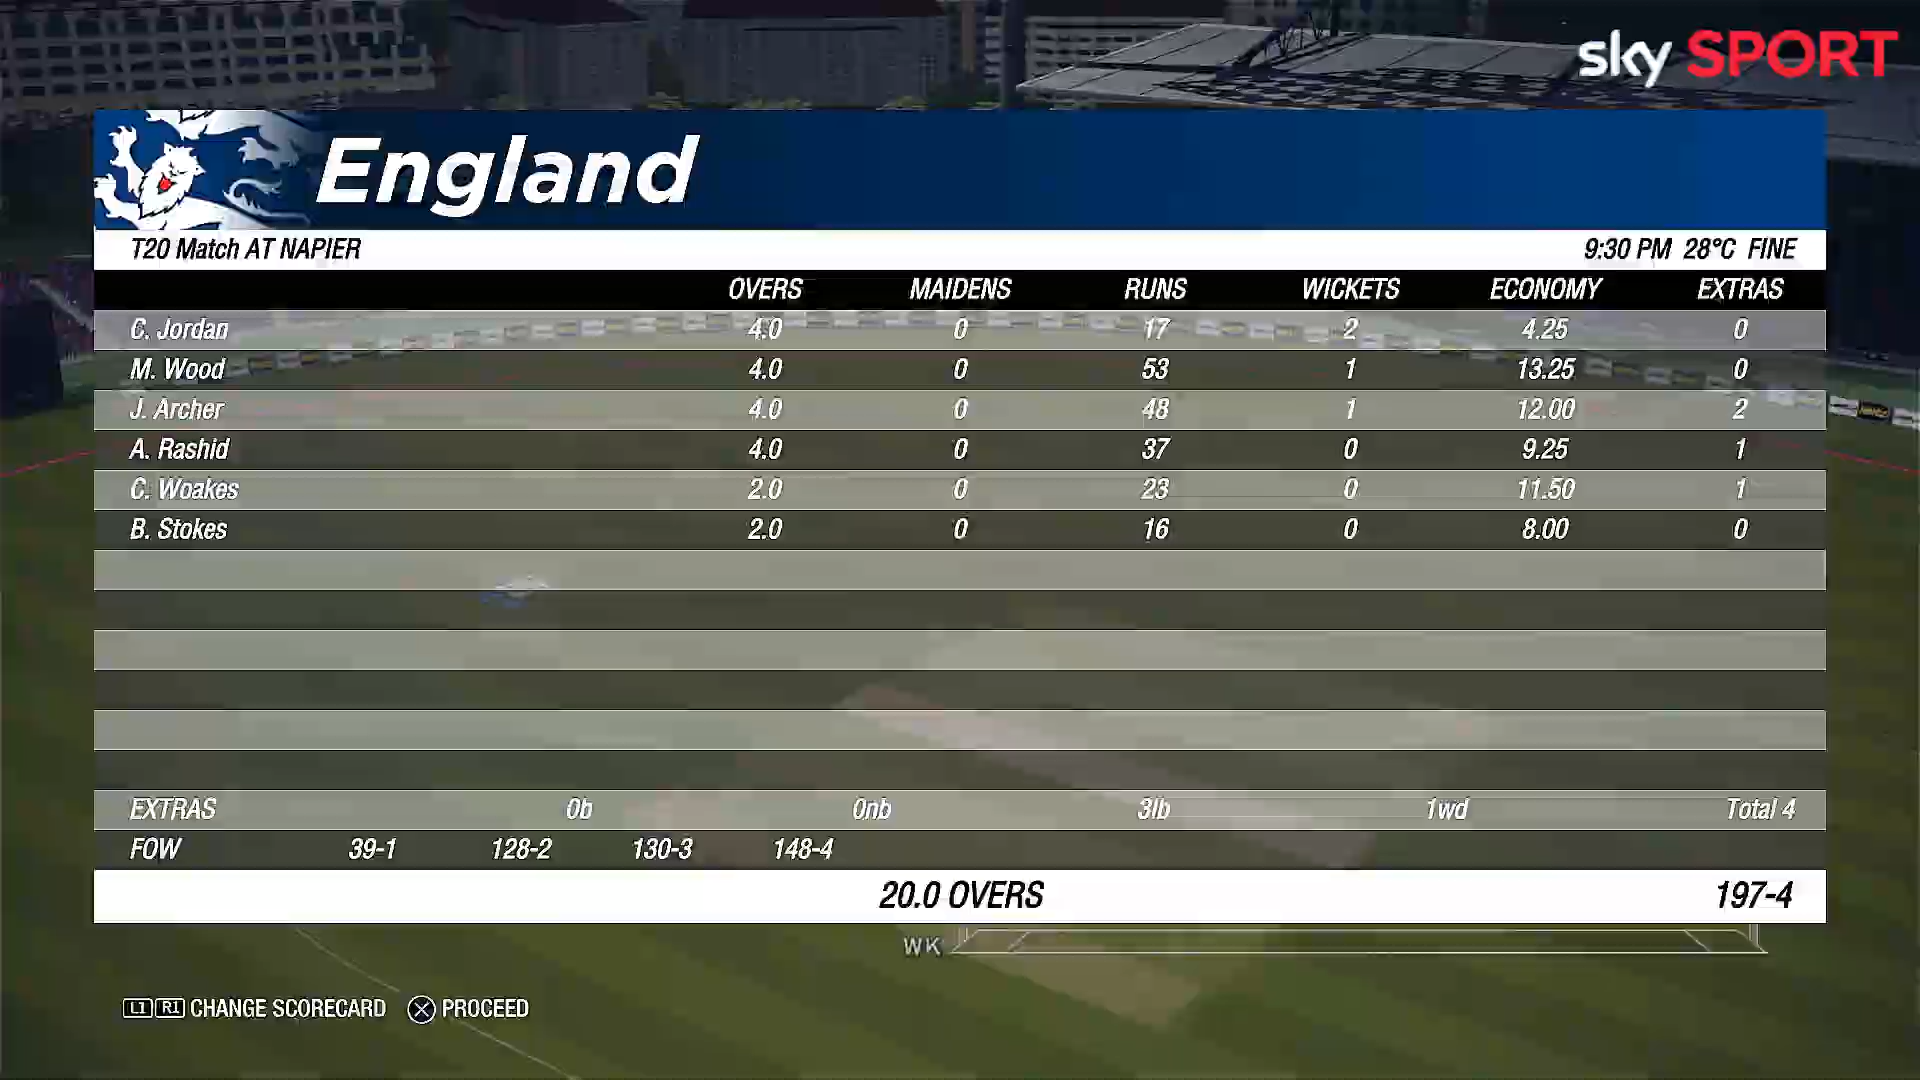 sky SPORT
England
T20 Match AT NAPIER 9:30 PM 28°C FINE
OVERS MAIDENS RUNS WICKETS ECONOMY EXTRAS
C. Jordan 4.0 0 17 2 4.25 0
M. Wood 4.0 0 53 1 13.25 0
J. Archer 4.0 0 48 1 12.00 2
A. Rashid 4.0 0 37 0 9.25 1
C. Woakes 2.0 0 23 0 11.50 1
B. Stokes 2.0 0 16 0 8.00 0
EXTRAS 0b 0nb 3lb 1wd Total 4
FOW 39-1 128-2 130-3 148-4
20.0 OVERS 197-4
WK
L1 R1 CHANGE SCORECARD PROCEED